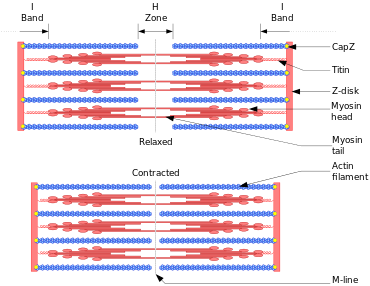 I
Band
H
Zone
I
Band
CapZ
Titin
Z-disk
Myosin
head
Myosin
tail
Relaxed
Actin
filament
Contracted
M-line